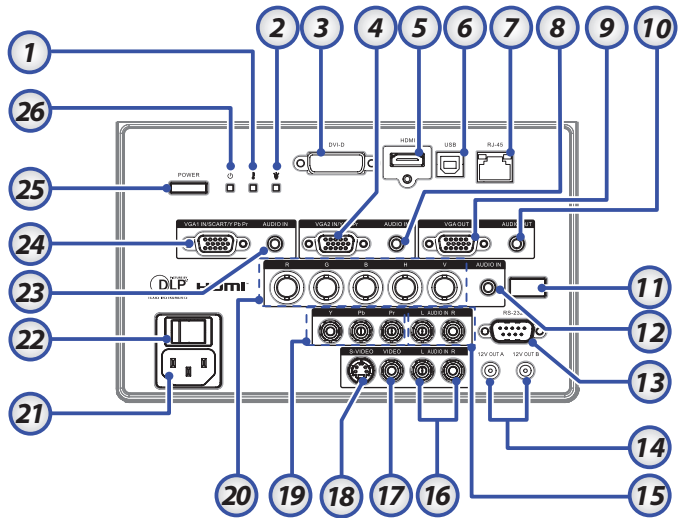 1 2 3 4 5 6 7 8 9 10
26
25
24
23
22
21
20 19 18 17 16 15
14
13
12
11
DVI-D
HDMI
USB
RJ-45
POWER
VGA1 IN/SCART/Y Pb Pr
AUDIO IN
VGA2 IN/
AUDIO IN
VGA OUT
AUDIO OUT
R G B H V
AUDIO IN
DLP
HDMI
Y Pb Pr
L AUDIO IN R
RS-232
S-VIDEO
VIDEO
L AUDIO IN R
12V OUT A
12V OUT B